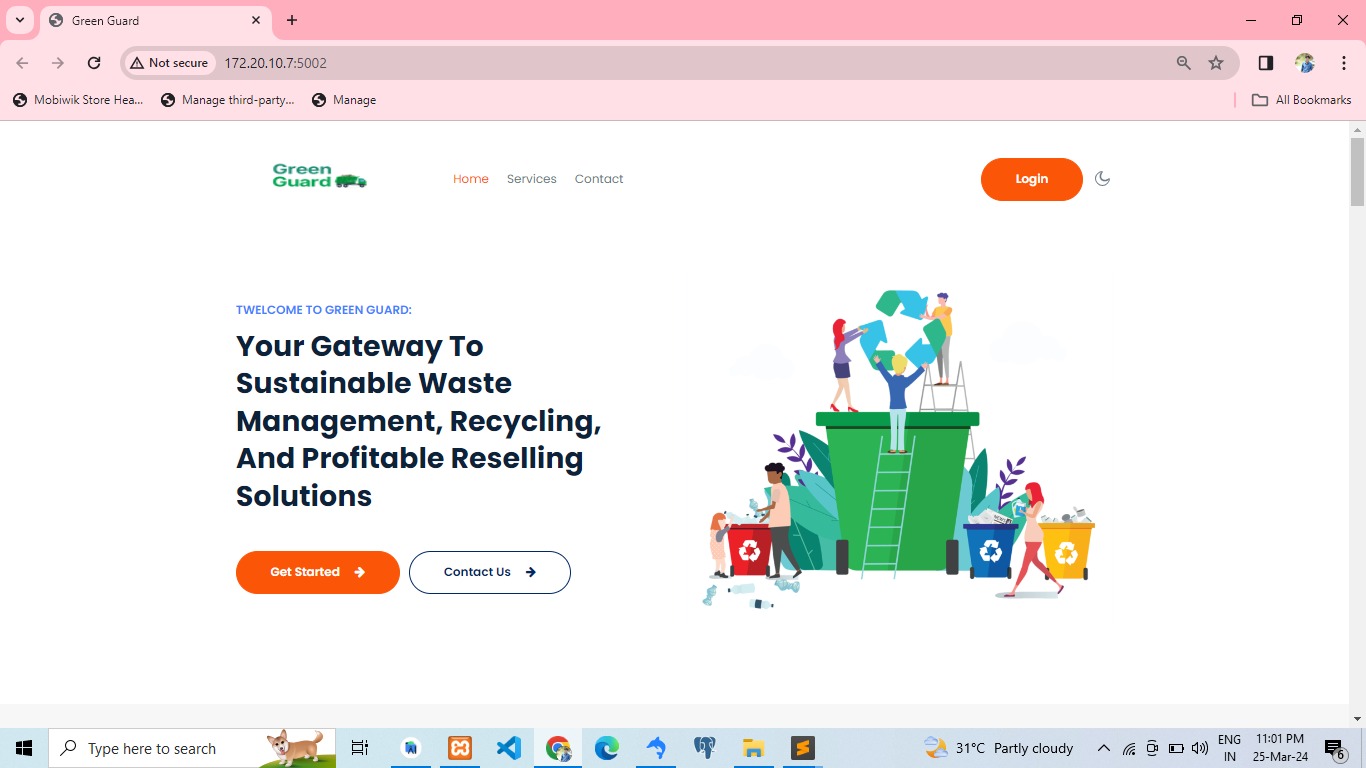 Green Guard
Not secure
172.20.10.7:5002
Mobiwik Store Hea...
Manage third-party...
Manage
All Bookmarks
Green
Guard
Home
Services
Contact
Login
TWELCOME TO GREEN GUARD:
Your Gateway To
Sustainable Waste
Management, Recycling,
And Profitable Reselling
Solutions
Get Started
Contact Us
Type here to search
31°C Partly cloudy
ENG
IN
11:01 PM
25-Mar-24
6